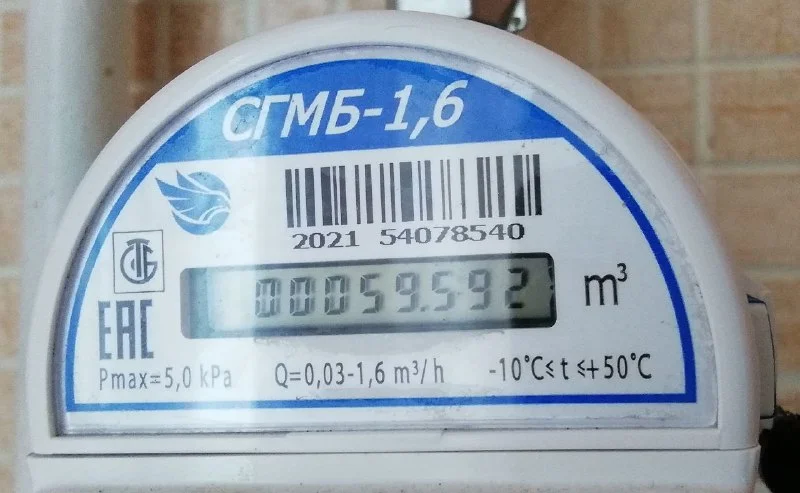 СГМБ-1,6
2021 54078540
00059.592 m³
EAC
Pmax=5,0 kPa Q=0,03-1,6 m³/h -10°C≤t≤+50°C